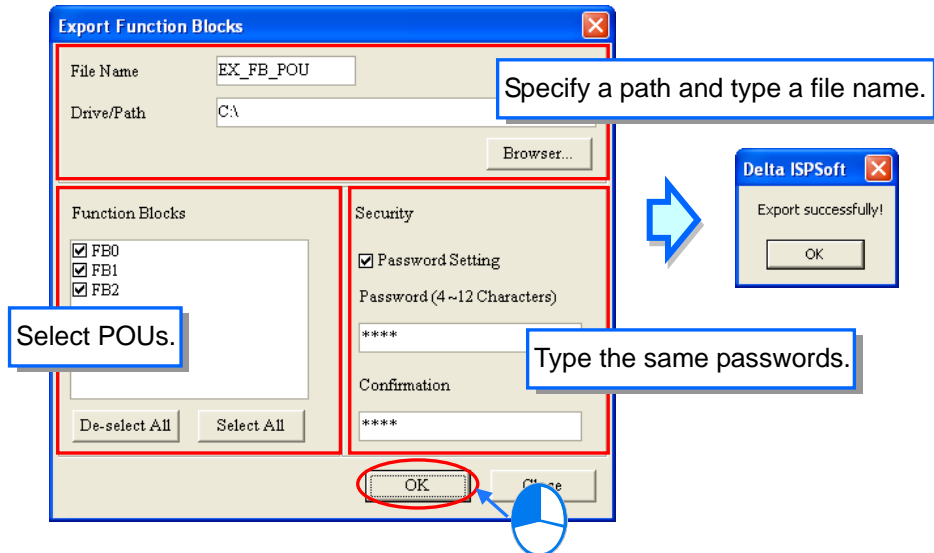 Export Function Blocks
File Name
EX_FB_POU
Specify a path and type a file name.
Drive/Path
C:\
Browser...
Delta ISPSoft
Export successfully!
OK
Function Blocks
FB0
FB1
FB2
Select POUs.
De-select All
Select All
Security
Password Setting
Password (4~12 Characters)
****
Type the same passwords.
Confirmation
****
OK